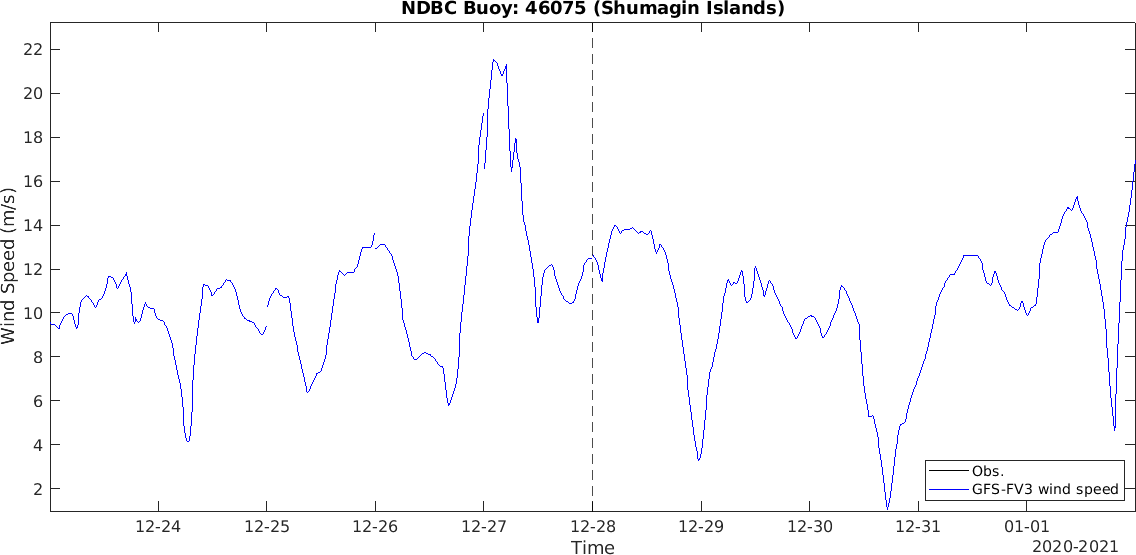 NDBC Buoy: 46075 (Shumagin Islands)
Wind Speed (m/s)
22
20
18
16
14
12
10
8
6
4
2
Obs.
GFS-FV3 wind speed
12-24 12-25 12-26 12-27 12-28 12-29 12-30 12-31 01-01
Time
2020-2021